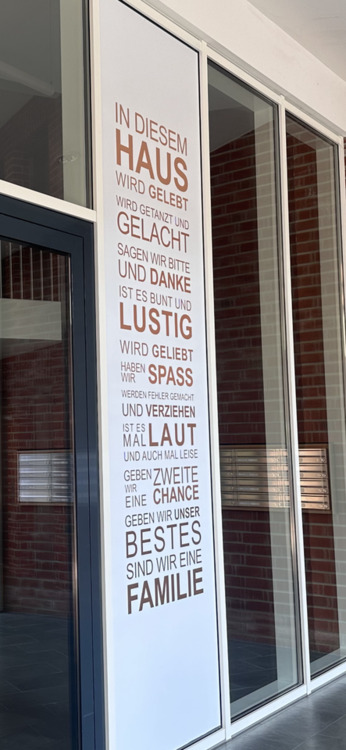 IN DIESEM
HAUS
WIRD GELEBT
WIRD GETANZT UND
GELACHT
SAGEN WIR BITTE
UND DANKE
IST ES BUNT UND
LUSTIG
WIRD GELIEBT
HABEN WIR SPASS
WERDEN FEHLER GEMACHT
UND VERZIEHEN
IST ES MAL LAUT
UND AUCH MAL LEISE
GEBEN WIR EINE ZWEITE CHANCE
GEBEN WIR UNSER
BESTES
SIND WIR EINE
FAMILIE